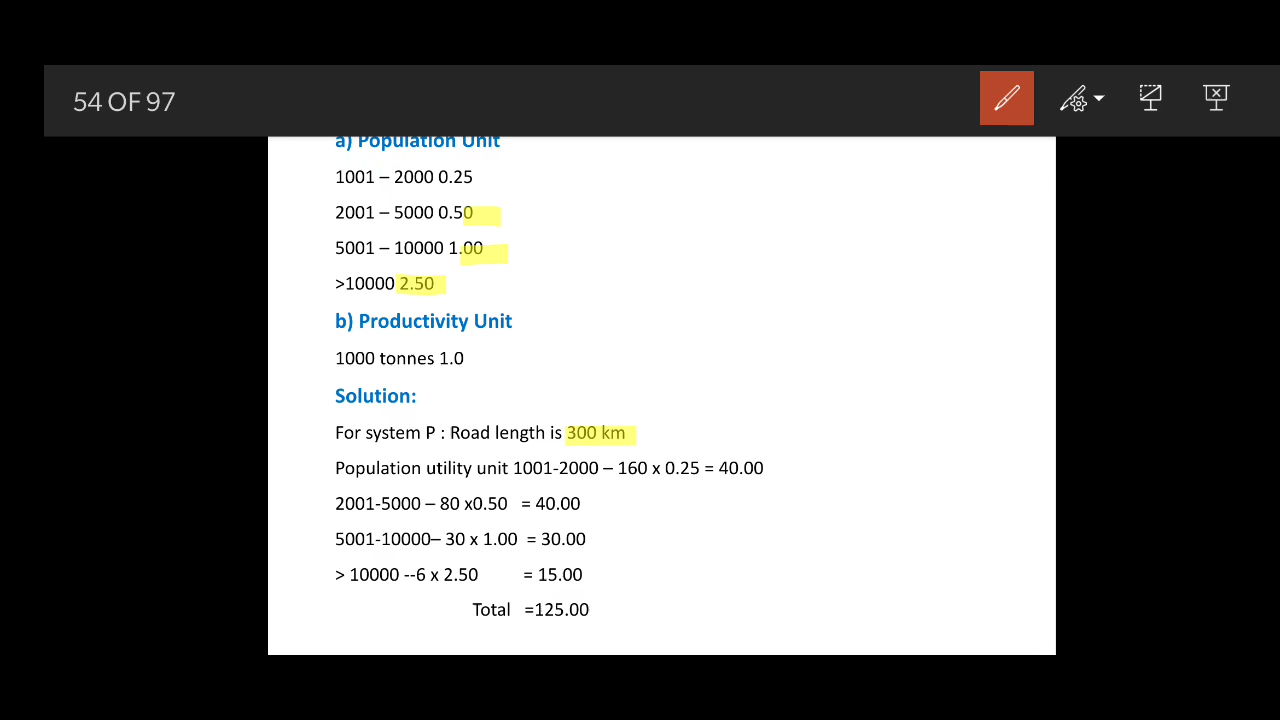 54 OF 97
a) Population Unit
1001 – 2000 0.25
2001 – 5000 0.50
5001 – 10000 1.00
>10000 2.50
b) Productivity Unit
1000 tonnes 1.0
Solution:
For system P : Road length is 300 km
Population utility unit 1001-2000 – 160 x 0.25 = 40.00
2001-5000 – 80 x0.50 = 40.00
5001-10000– 30 x 1.00 = 30.00
> 10000 --6 x 2.50 = 15.00
Total =125.00